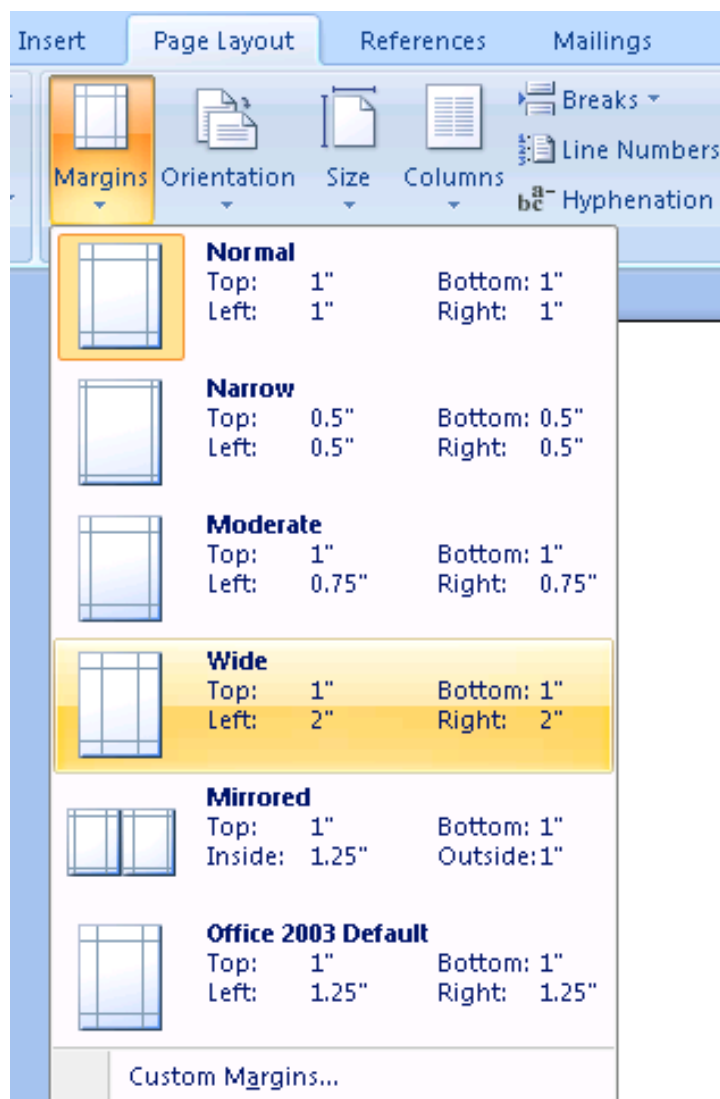 Insert Page Layout References Mailings
Breaks
Line Numbers
Margins Orientation Size Columns
Hyphenation
Normal
Top: 1" Bottom: 1"
Left: 1" Right: 1"
Narrow
Top: 0.5" Bottom: 0.5"
Left: 0.5" Right: 0.5"
Moderate
Top: 1" Bottom: 1"
Left: 0.75" Right: 0.75"
Wide
Top: 1" Bottom: 1"
Left: 2" Right: 2"
Mirrored
Top: 1" Bottom: 1"
Inside: 1.25" Outside: 1"
Office 2003 Default
Top: 1" Bottom: 1"
Left: 1.25" Right: 1.25"
Custom Margins...